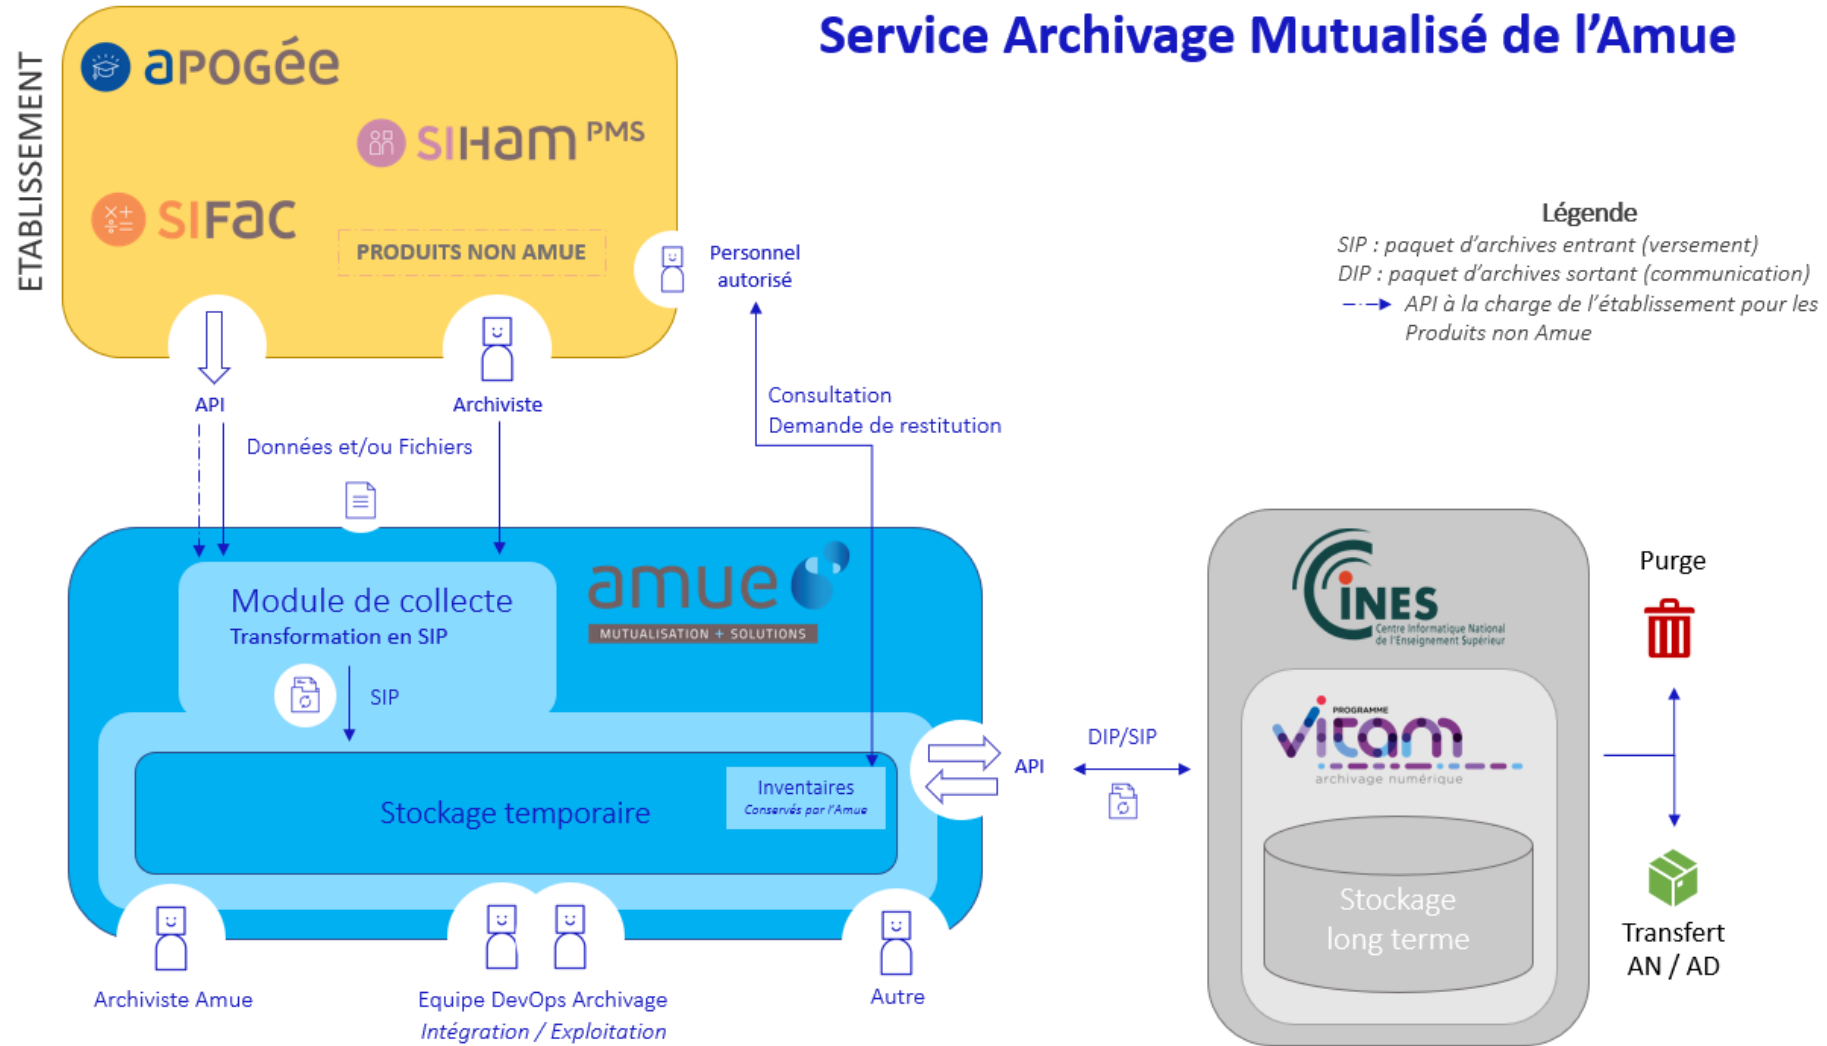 Service Archivage Mutualisé de l'Amue
ETABLISSEMENT
aPOGée
SIHam PMS
SIFac
PRODUITS NON AMUE
Personnel
autorisé
Légende
SIP : paquet d'archives entrant (versement)
DIP : paquet d'archives sortant (communication)
API à la charge de l'établissement pour les
Produits non Amue
API
Archiviste
Consultation
Demande de restitution
Données et/ou Fichiers
amue
MUTUALISATION + SOLUTIONS
Module de collecte
Transformation en SIP
SIP
Stockage temporaire
Inventaires
Conservés par l'Amue
API
DIP/SIP
CINES
Centre Informatique National
de l'Enseignement Supérieur
PROGRAMME
vitam
archivage numérique
Stockage
long terme
Purge
Transfert
AN / AD
Archiviste Amue
Equipe DevOps Archivage
Intégration / Exploitation
Autre